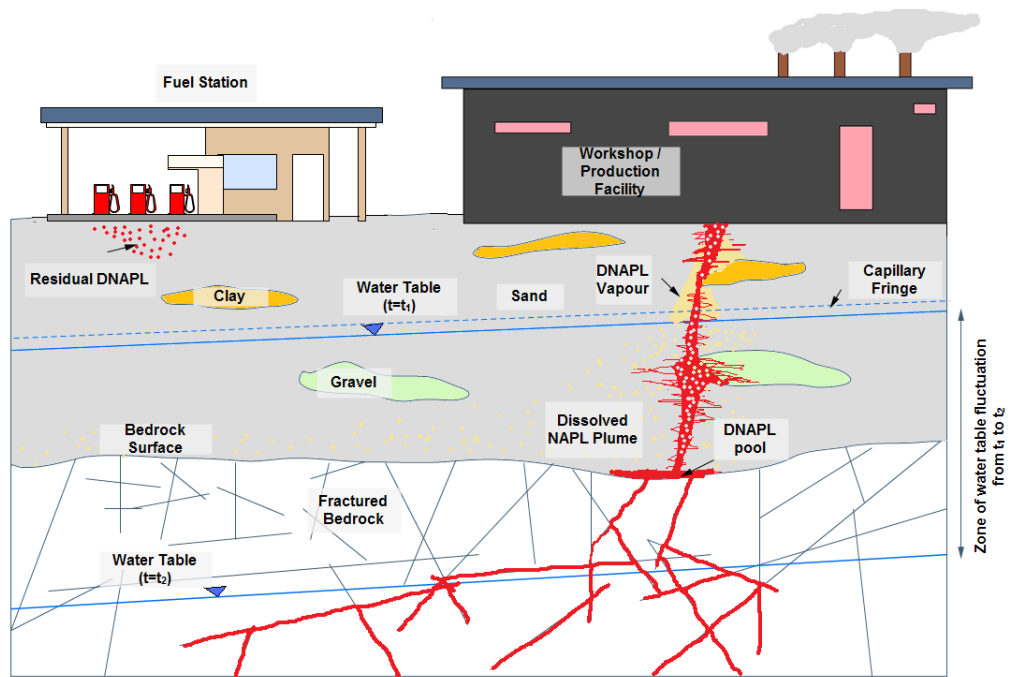 Fuel Station
Workshop /
Production
Facility
Residual DNAPL
Clay
Water Table
(t=t₁)
Sand
DNAPL
Vapour
Capillary
Fringe
Gravel
Dissolved
NAPL Plume
DNAPL
pool
Bedrock
Surface
Fractured
Bedrock
Water Table
(t=t₂)
Zone of water table fluctuation
from t₁ to t₂